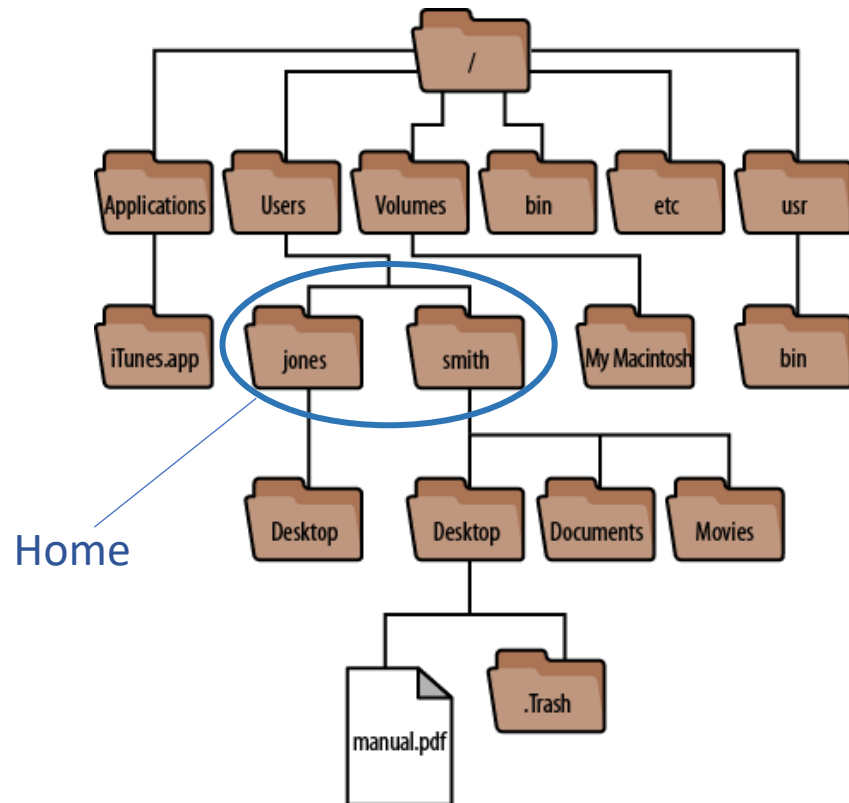 /
Applications
Users
Volumes
bin
etc
usr
iTunes.app
jones
smith
My Macintosh
bin
Home
Desktop
Desktop
Documents
Movies
manual.pdf
.Trash